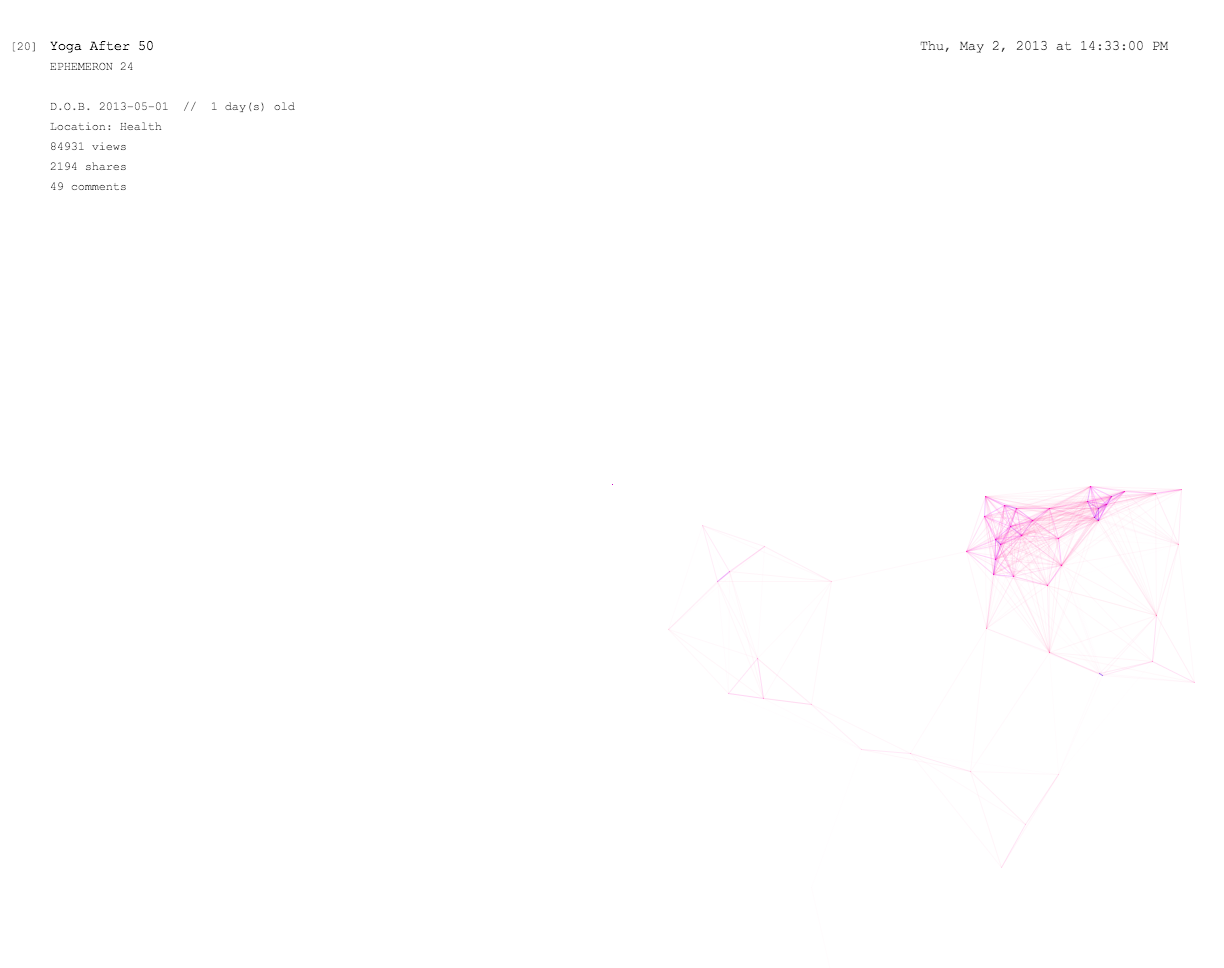 [20] Yoga After 50
Thu, May 2, 2013 at 14:33:00 PM
EPHEMERON 24
D.O.B. 2013-05-01 // 1 day(s) old
Location: Health
84931 views
2194 shares
49 comments